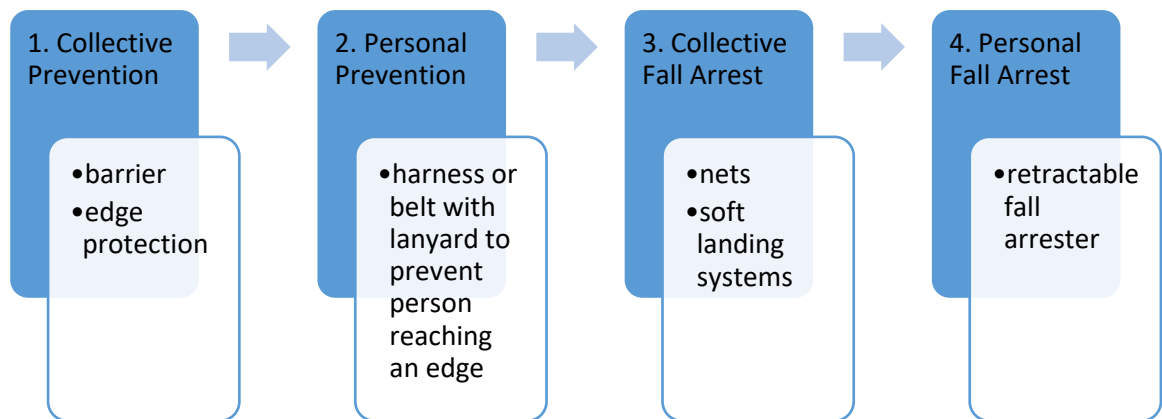 1. Collective
Prevention
•barrier
•edge
protection
2. Personal
Prevention
•harness or
belt with
lanyard to
prevent
person
reaching
an edge
3. Collective
Fall Arrest
•nets
•soft
landing
systems
4. Personal
Fall Arrest
•retractable
fall
arrester